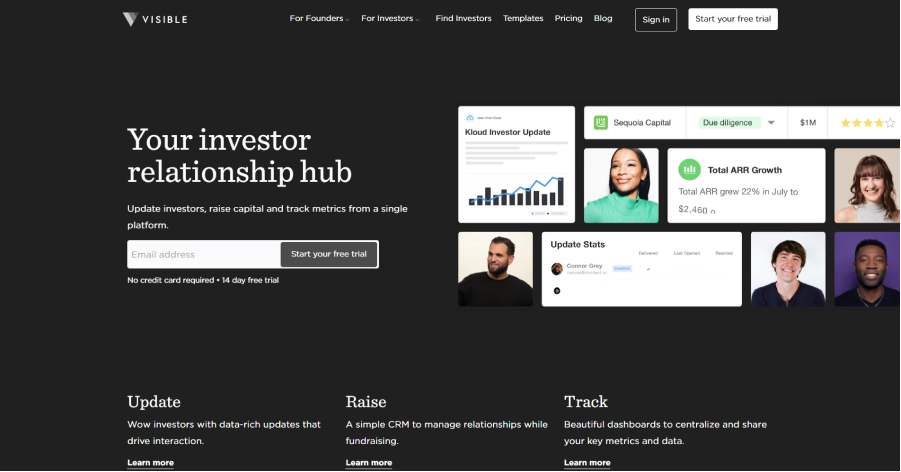 VISIBLE
For Founders
For Investors
Find Investors
Templates
Pricing
Blog
Sign in
Start your free trial
Your investor
relationship hub
Update investors, raise capital and track metrics from a single
platform.
Email address
Start your free trial
No credit card required • 14 day free trial
Kloud Investor Update
Sequoia Capital
Due diligence
$1M
Total ARR Growth
Total ARR grew 22% in July to
Update Stats
Delivered
Last Opened
Reacted
Connor Grey
Update
Wow investors with data-rich updates that
drive interaction.
Learn more
Raise
A simple CRM to manage relationships while
fundraising.
Learn more
Track
Beautiful dashboards to centralize and share
your key metrics and data.
Learn more